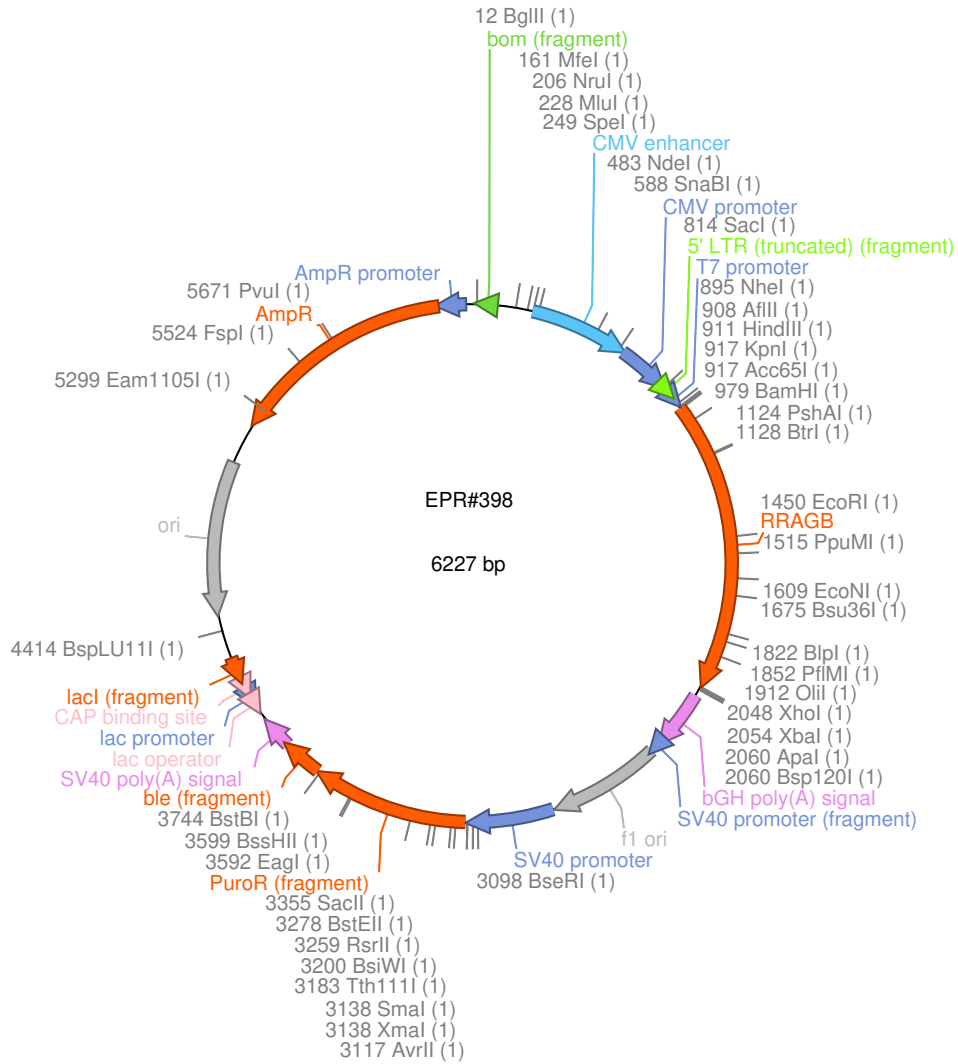 12 BglII (1)
bom (fragment)
161 MfeI (1)
206 NruI (1)
228 MluI (1)
249 SpeI (1)
CMV enhancer
483 NdeI (1)
588 SnaBI (1)
CMV promoter
814 SacI (1)
5' LTR (truncated) (fragment)
T7 promoter
895 NheI (1)
908 AflII (1)
911 HindIII (1)
917 KpnI (1)
917 Acc65I (1)
979 BamHI (1)
1124 PshAI (1)
1128 BtrI (1)
1450 EcoRI (1)
RRAGB
1515 PpuMI (1)
1609 EcoNI (1)
1675 Bsu36I (1)
1822 BlpI (1)
1852 PflMI (1)
1912 OliI (1)
2048 XhoI (1)
2054 XbaI (1)
2060 ApaI (1)
2060 Bsp120I (1)
bGH poly(A) signal
SV40 promoter (fragment)
f1 ori
SV40 promoter
3098 BseRI (1)
3117 AvrII (1)
3138 XmaI (1)
3138 SmaI (1)
3183 Tth111I (1)
3200 BsiWI (1)
3259 RsrII (1)
3278 BstEII (1)
3355 SacII (1)
PuroR (fragment)
3592 EagI (1)
3599 BssHII (1)
3744 BstBI (1)
ble (fragment)
SV40 poly(A) signal
lac operator
lac promoter
CAP binding site
lacI (fragment)
4414 BspLU11I (1)
ori
5299 Eam1105I (1)
5524 FspI (1)
AmpR
5671 PvuI (1)
AmpR promoter
EPR#398
6227 bp